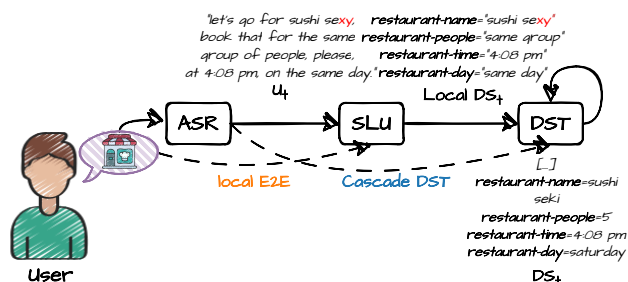 "let's go for sushi sexy, restaurant-name="sushi sexy"
book that for the same restaurant-people="same group"
group of people, please, restaurant-time="4:08 pm"
at 4:08 pm, on the same day." restaurant-day="same day"
Ut
Local DSt
ASR
SLU
DST
local E2E
Cascade DST
[...]
restaurant-name=sushi
seki
restaurant-people=5
restaurant-time=4:08 pm
restaurant-day=saturday
User
DSt